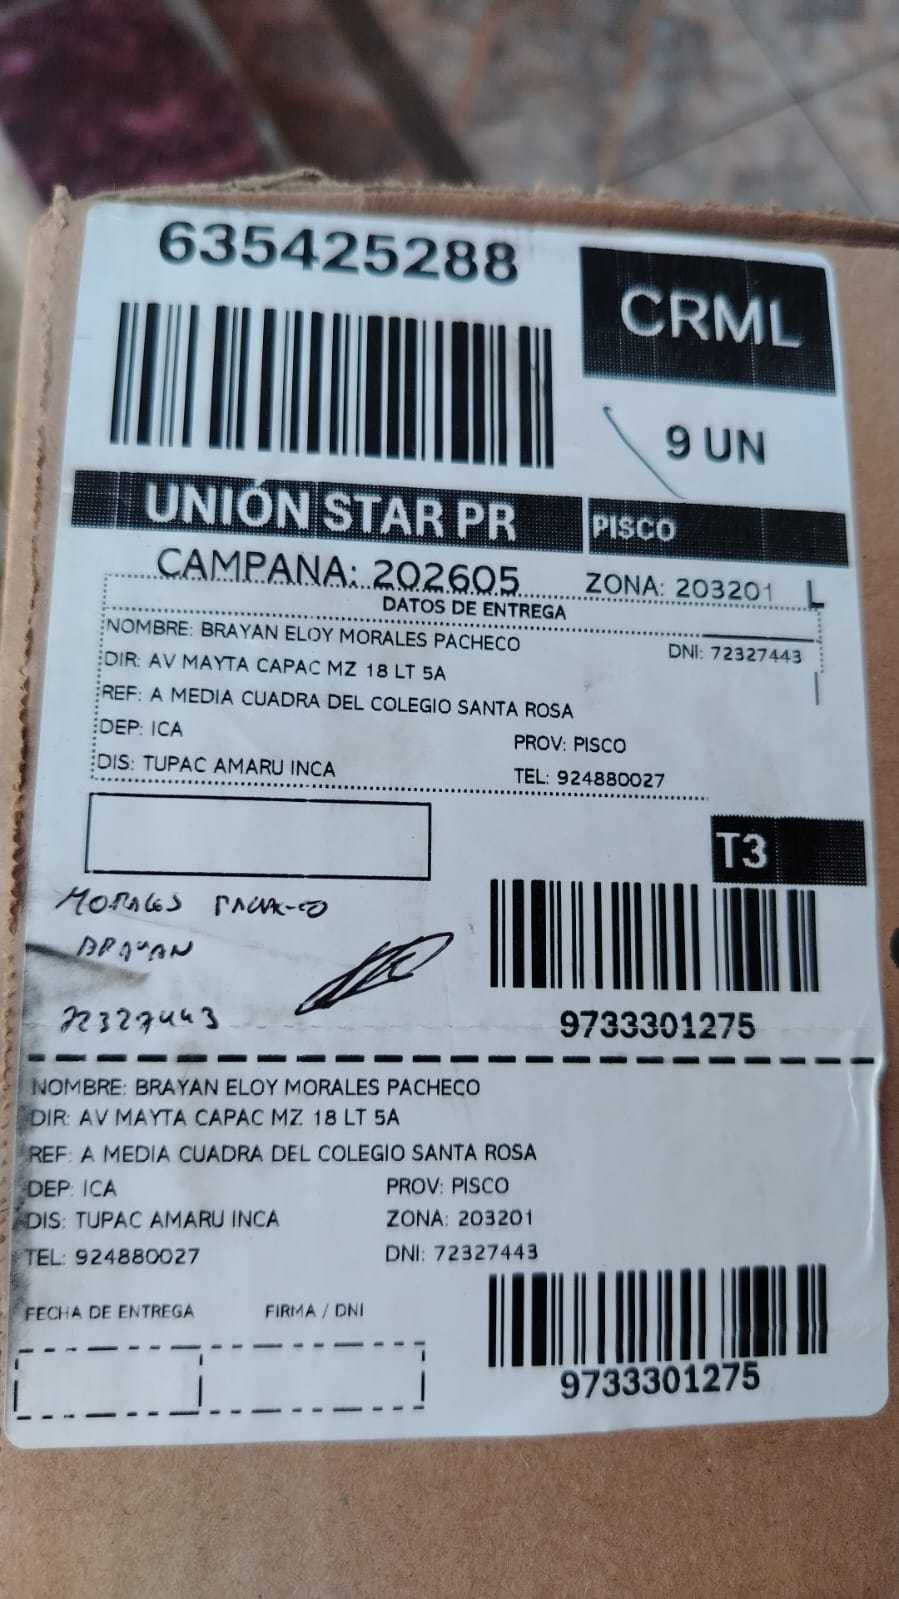 635425288
CRML
9 UN
UNIÓN STAR PR
PISCO
CAMPANA: 202605
ZONA: 203201 L
DATOS DE ENTREGA
NOMBRE: BRAYAN ELOY MORALES PACHECO
DNI: 72327443
DIR: AV MAYTA CAPAC MZ 18 LT 5A
REF: A MEDIA CUADRA DEL COLEGIO SANTA ROSA
DEP: ICA
PROV: PISCO
DIS: TUPAC AMARU INCA
TEL: 924880027
T3
MORALES PACHECO
BRAYAN
72327443
9733301275
NOMBRE: BRAYAN ELOY MORALES PACHECO
DIR: AV MAYTA CAPAC MZ 18 LT 5A
REF: A MEDIA CUADRA DEL COLEGIO SANTA ROSA
DEP: ICA
PROV: PISCO
DIS: TUPAC AMARU INCA
ZONA: 203201
TEL: 924880027
DNI: 72327443
FECHA DE ENTREGA
FIRMA / DNI
9733301275